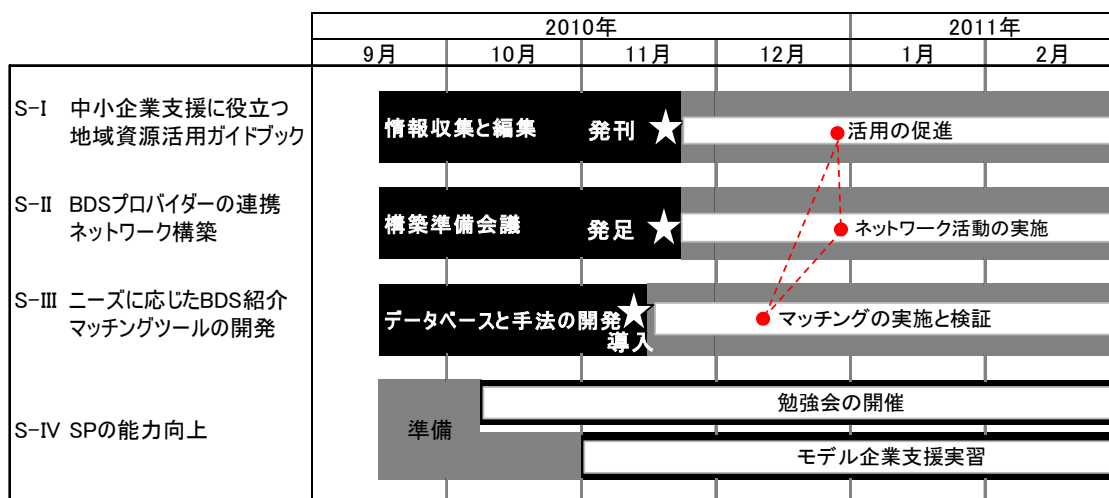 2010年
2011年
9月
10月
11月
12月
1月
2月
S-I 中小企業支援に役立つ
地域資源活用ガイドブック
情報収集と編集
発刊
活用の促進
S-II BDSプロバイダーの連携
ネットワーク構築
構築準備会議
発足
ネットワーク活動の実施
S-III ニーズに応じたBDS紹介
マッチングツールの開発
データベースと手法の開発
導入
マッチングの実施と検証
S-IV SPの能力向上
準備
勉強会の開催
モデル企業支援実習